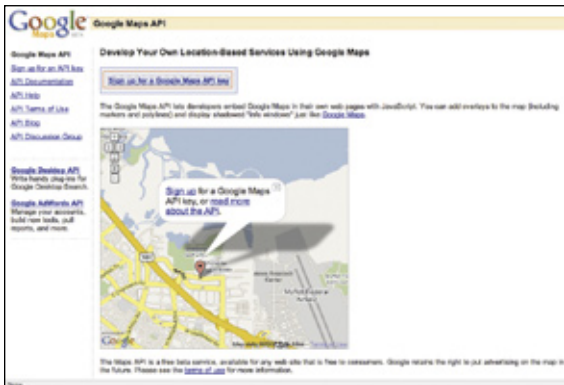 Google Maps BETA
Google Maps API
Google Maps API
Sign up for an API key
API Documentation
API Help
API Terms of Use
API Blog
API Discussion Group
Google Desktop API
Write handy plug-ins for
Google Desktop Search.
Google AdWords API
Manage your accounts,
build new tools, pull
reports, and more.
Develop Your Own Location-Based Services Using Google Maps
Sign up for a Google Maps API key
The Google Maps API lets developers embed Google Maps in their own web pages with JavaScript. You can add overlays to the map (including
markers and polylines) and display shadowed "info windows" just like Google Maps.
Sign up for a Google Maps
API key, or read more
about the API.
101
Google
The Maps API is a free beta service, available for any web site that is free to consumers. Google retains the right to put advertising on the map in
the future. Please see the terms of use for more information.